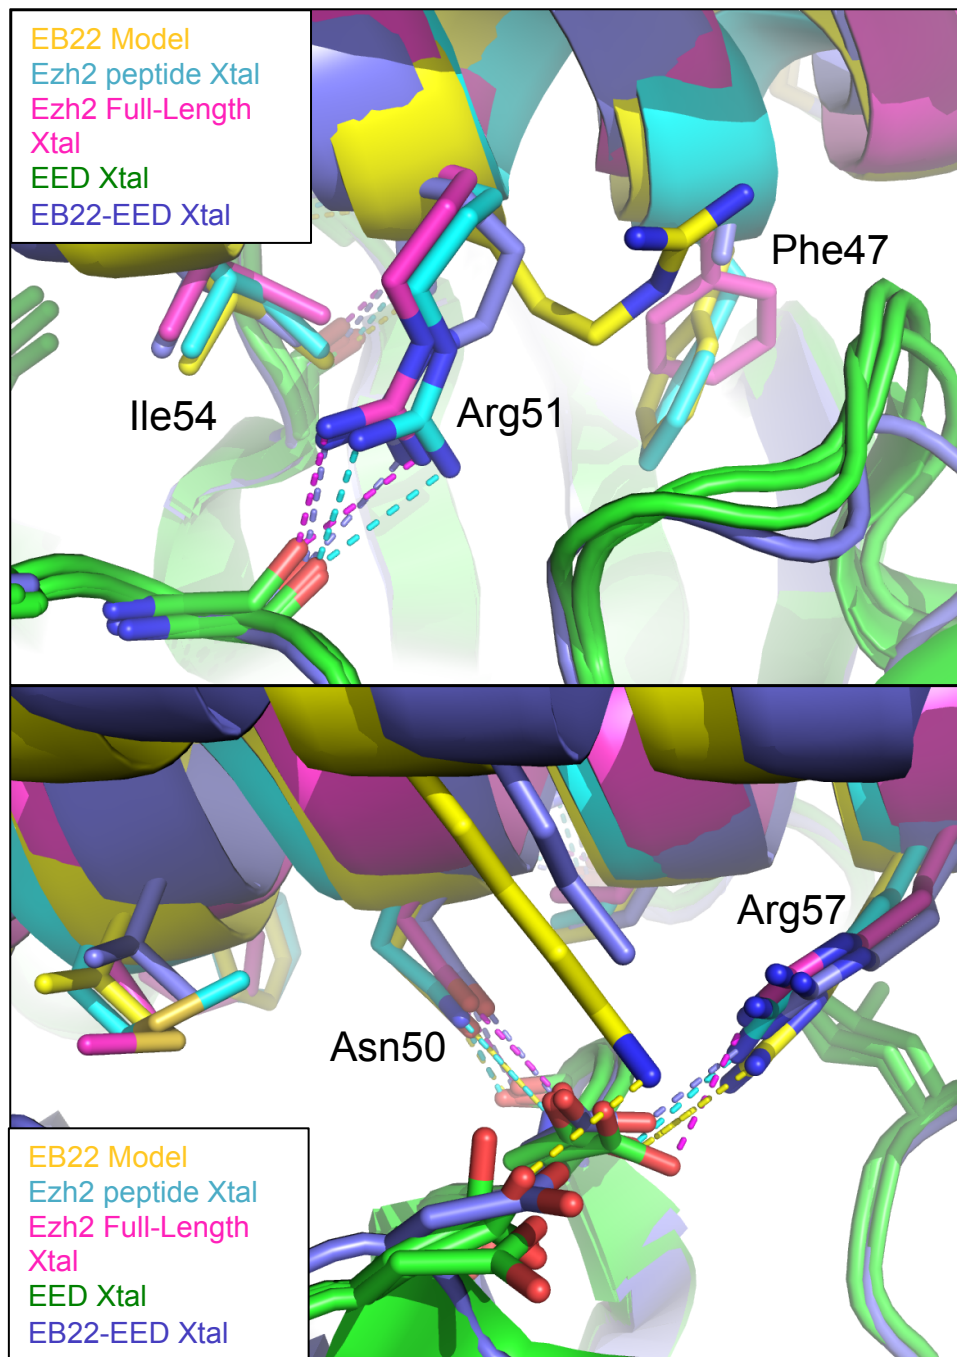 EB22 Model
Ezh2 peptide Xtal
Ezh2 Full-Length
Xtal
EED Xtal
EB22-EED Xtal
Phe47
Ile54
Arg51
Arg57
Asn50
EB22 Model
Ezh2 peptide Xtal
Ezh2 Full-Length
Xtal
EED Xtal
EB22-EED Xtal